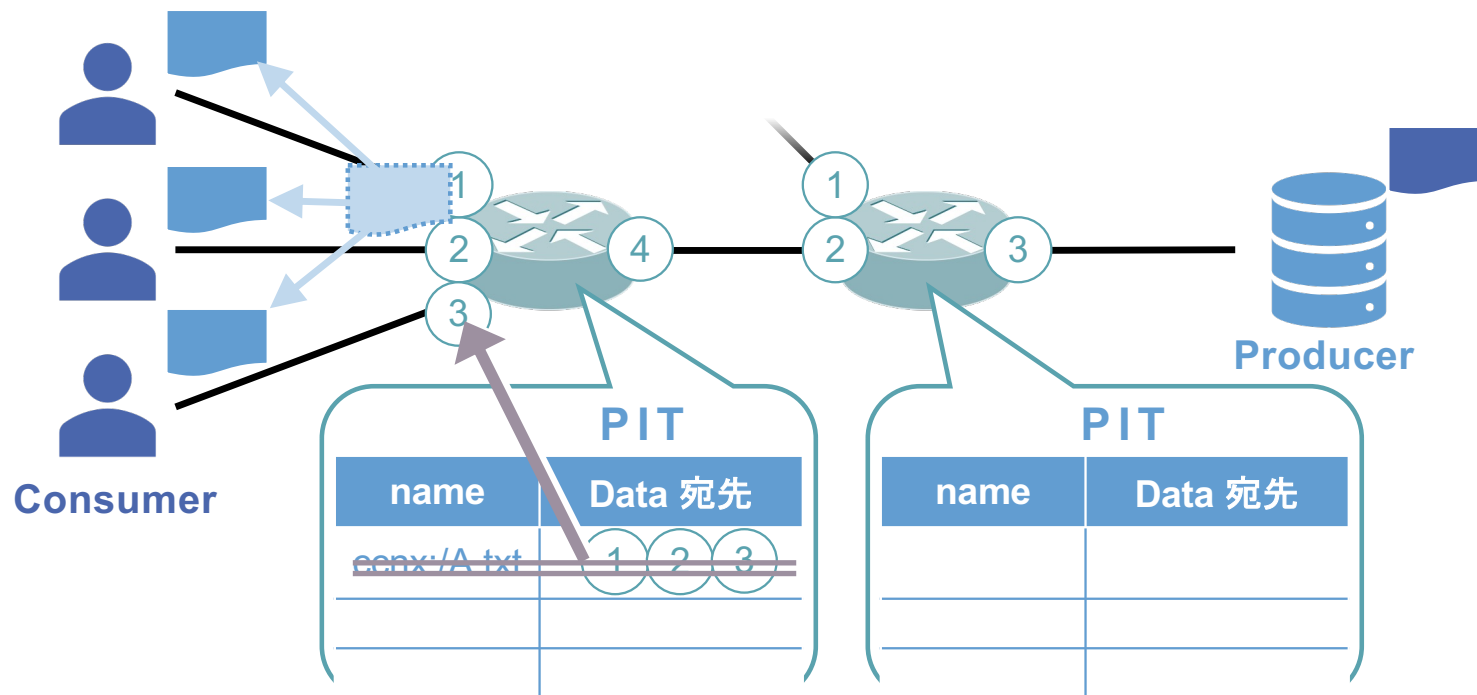 1
1
2
4
2
3
3
Producer
PIT
PIT
Consumer
name
Data 宛先
name
Data 宛先
ccnx:/A.txt
1
2
3